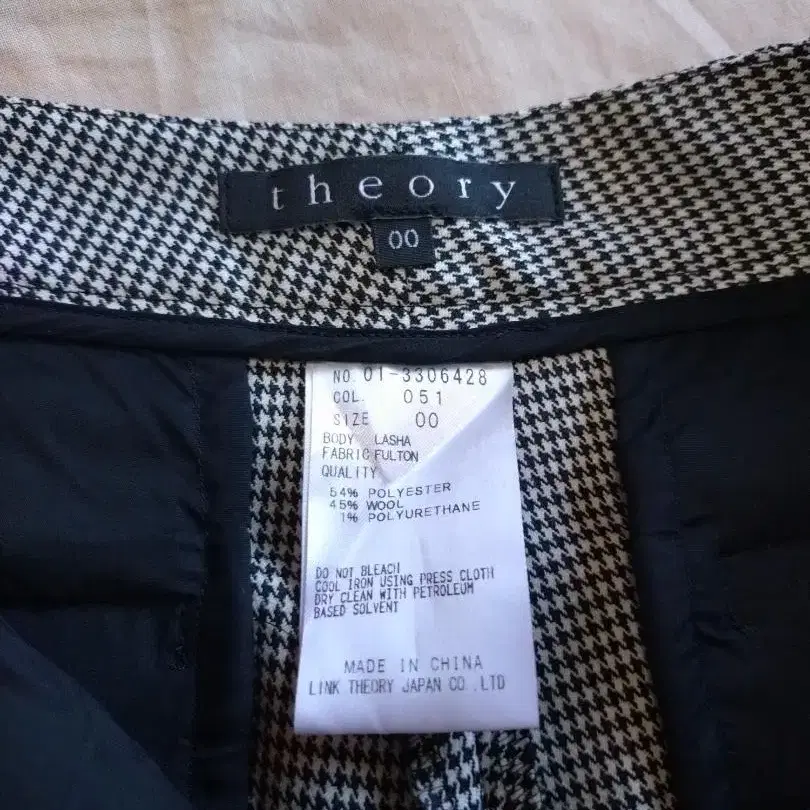 theory
00
NO. 01-3306428
COL. 051
SIZE 00
BODY LASHA
FABRIC FULTON
QUALITY
54% POLYESTER
45% WOOL
1% POLYURETHANE
DO NOT BLEACH
COOL IRON USING PRESS CLOTH
DRY CLEAN WITH PETROLEUM
BASED SOLVENT
MADE IN CHINA
LINK THEORY JAPAN CO.,LTD